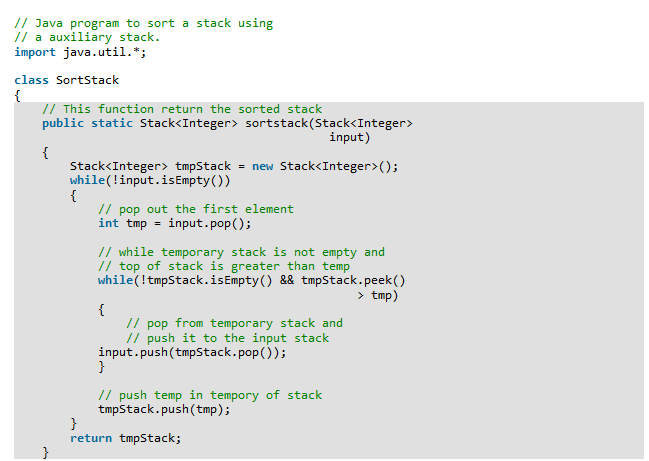 // Java program to sort a stack using
// a auxiliary stack.
import java.util.*;

class SortStack
{
    // This function return the sorted stack
    public static Stack<Integer> sortstack(Stack<Integer>
                                             input)
    {
        Stack<Integer> tmpStack = new Stack<Integer>();
        while(!input.isEmpty())
        {
            // pop out the first element
            int tmp = input.pop();

            // while temporary stack is not empty and
            // top of stack is greater than temp
            while(!tmpStack.isEmpty() && tmpStack.peek()
                                                 > tmp)
            {
                // pop from temporary stack and
                // push it to the input stack
            input.push(tmpStack.pop());
            }

            // push temp in tempory of stack
            tmpStack.push(tmp);
        }
        return tmpStack;
    }